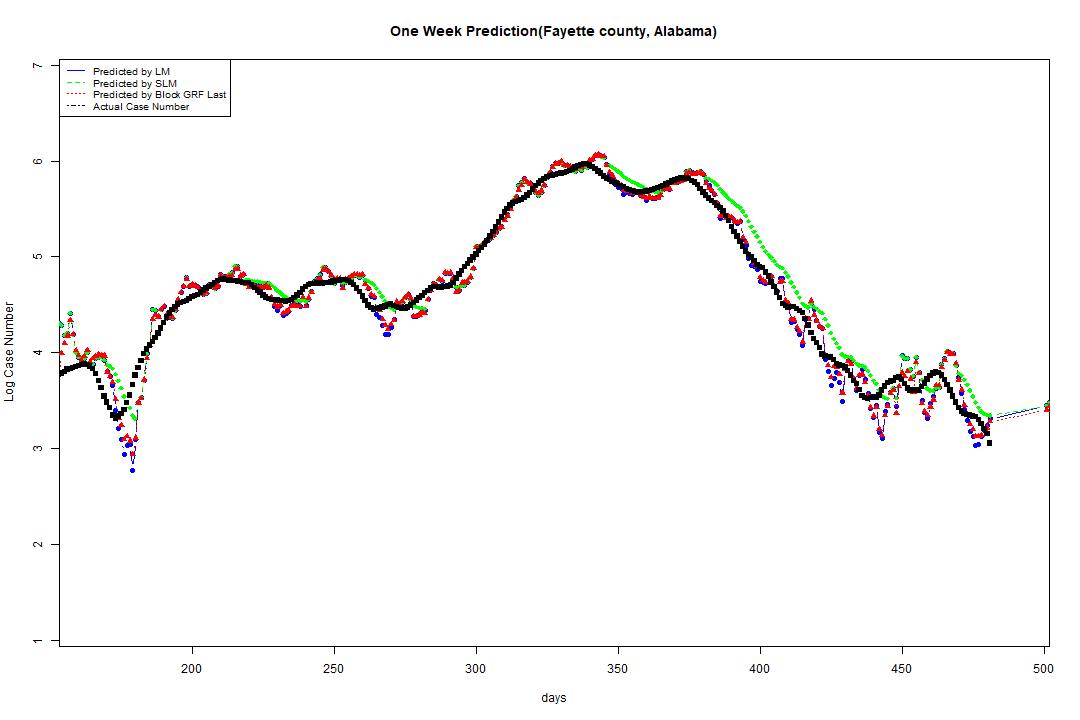 One Week Prediction(Fayette county, Alabama)
Predicted by LM
Predicted by SLM
Predicted by Block GRF Last
Actual Case Number
7
6
5
4
3
2
1
Log Case Number
200 250 300 350 400 450 500
days